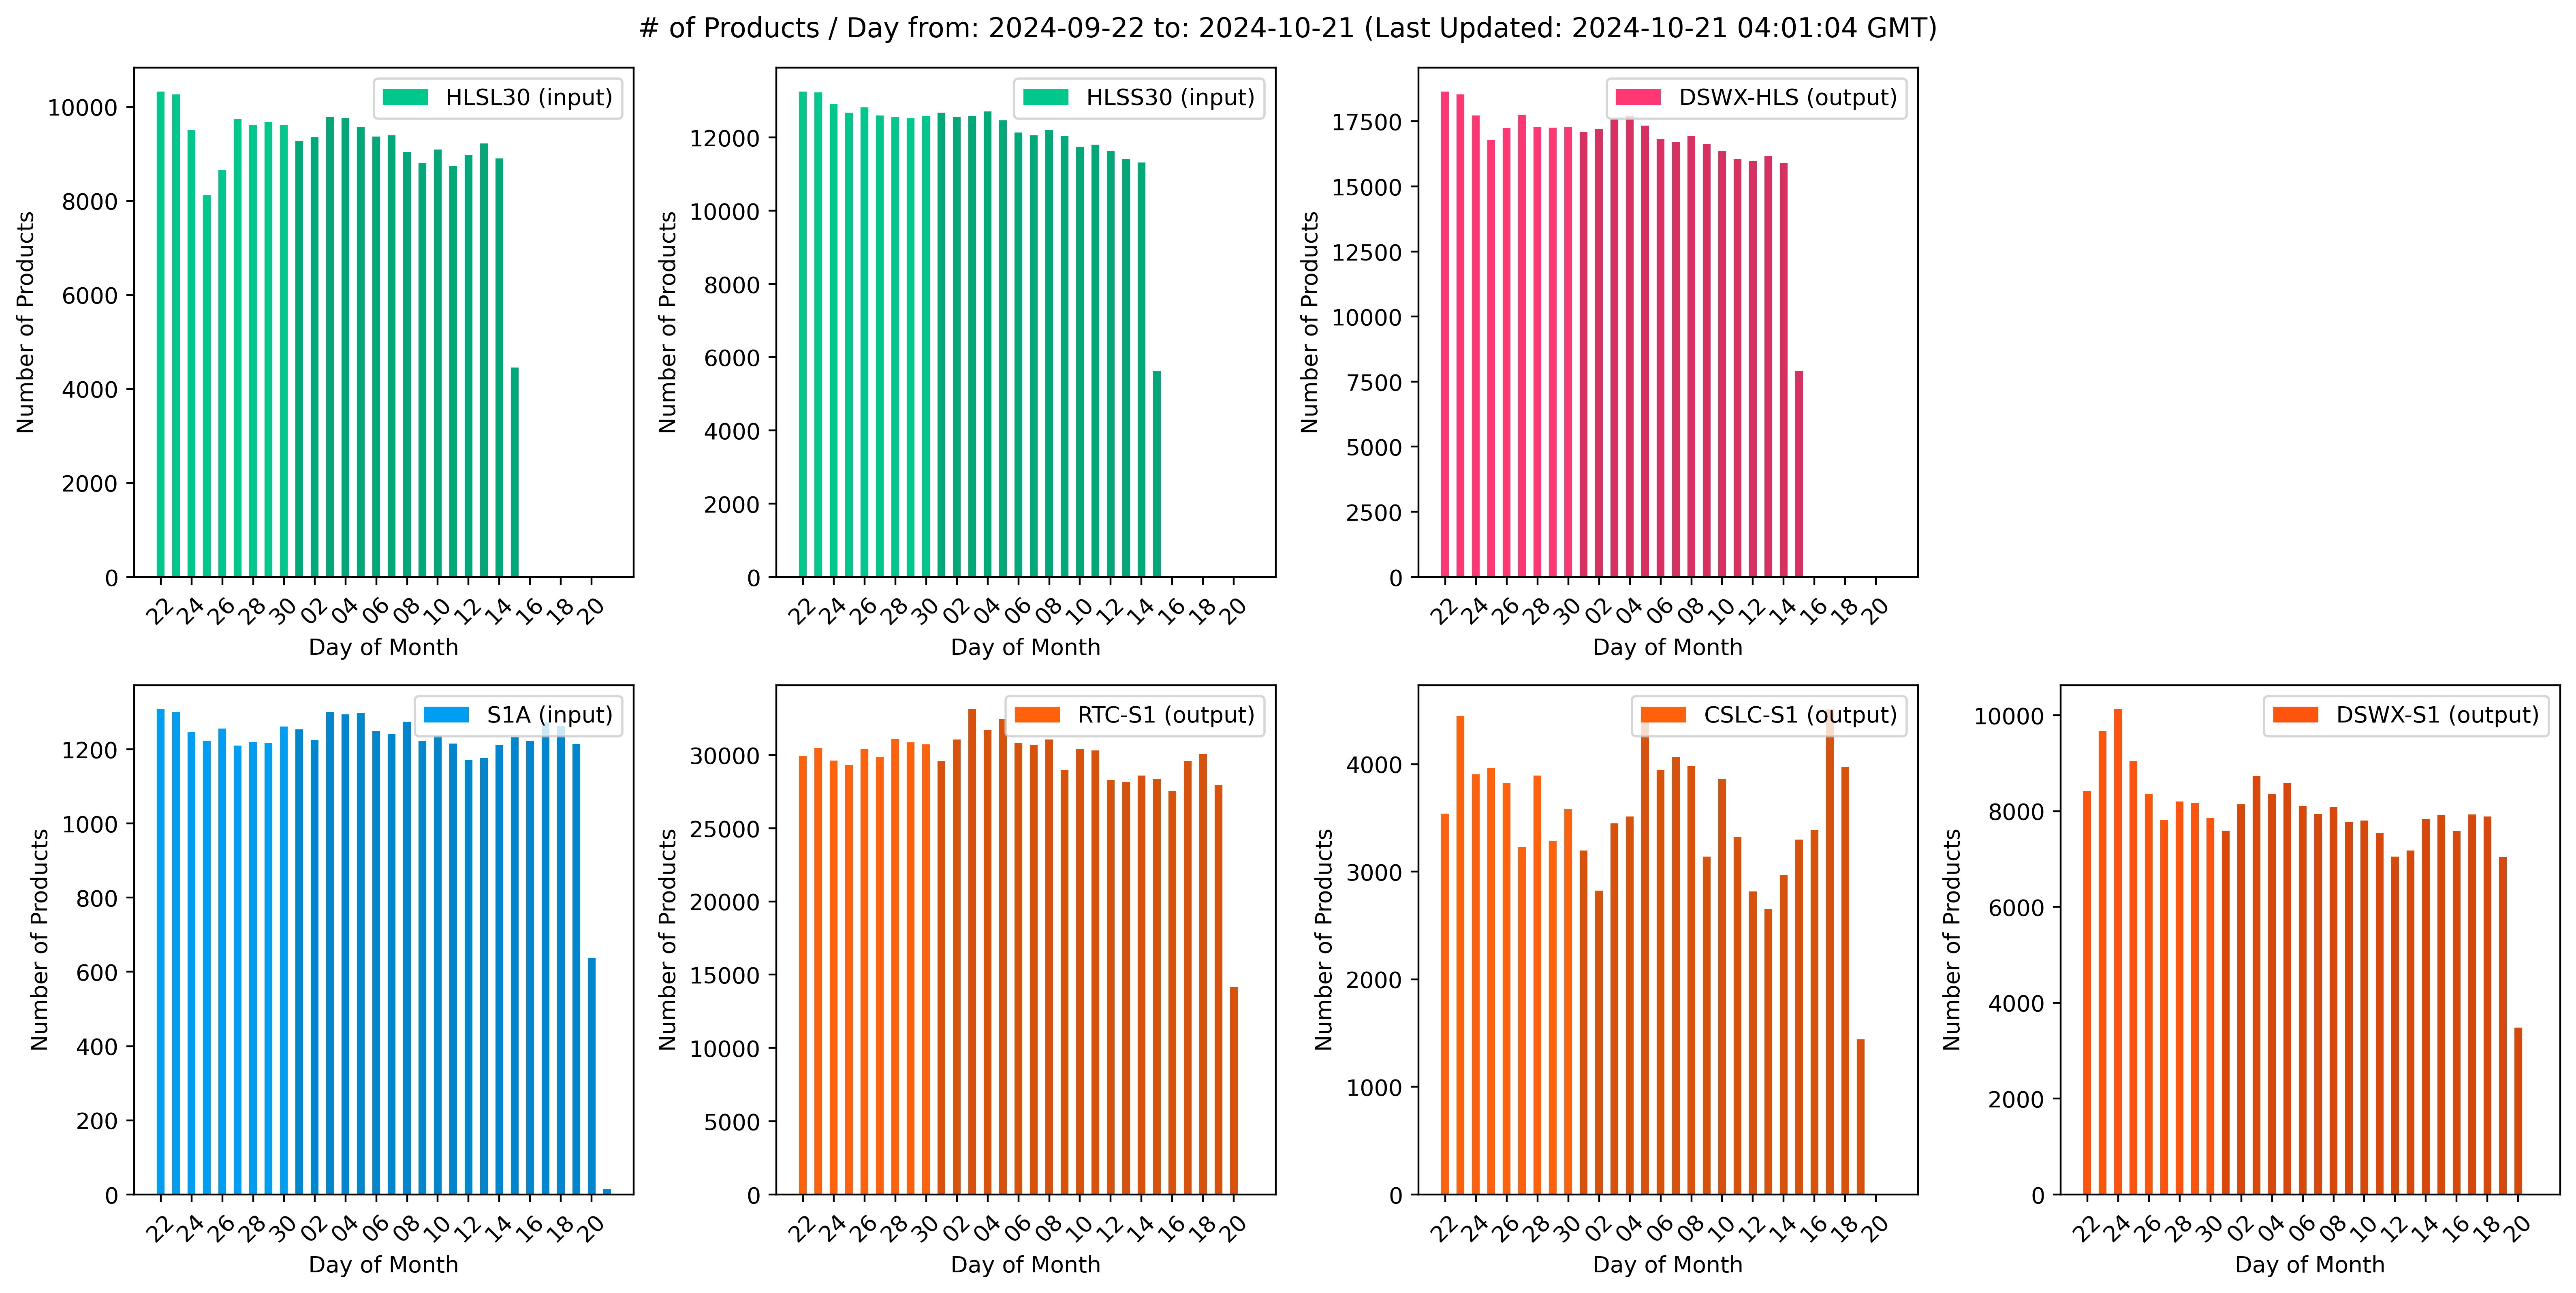 # of Products / Day from: 2024-09-22 to: 2024-10-21 (Last Updated: 2024-10-21 04:01:04 GMT)
HLSL30 (input)
Number of Products
10000
8000
6000
4000
2000
0
22 24 26 28 30 02 04 06 08 10 12 14 16 18 20
Day of Month
HLSS30 (input)
Number of Products
12000
10000
8000
6000
4000
2000
0
22 24 26 28 30 02 04 06 08 10 12 14 16 18 20
Day of Month
DSWX-HLS (output)
Number of Products
17500
15000
12500
10000
7500
5000
2500
0
22 24 26 28 30 02 04 06 08 10 12 14 16 18 20
Day of Month
S1A (input)
Number of Products
1200
1000
800
600
400
200
0
22 24 26 28 30 02 04 06 08 10 12 14 16 18 20
Day of Month
RTC-S1 (output)
Number of Products
30000
25000
20000
15000
10000
5000
0
22 24 26 28 30 02 04 06 08 10 12 14 16 18 20
Day of Month
CSLC-S1 (output)
Number of Products
4000
3000
2000
1000
0
22 24 26 28 30 02 04 06 08 10 12 14 16 18 20
Day of Month
DSWX-S1 (output)
Number of Products
10000
8000
6000
4000
2000
0
22 24 26 28 30 02 04 06 08 10 12 14 16 18 20
Day of Month